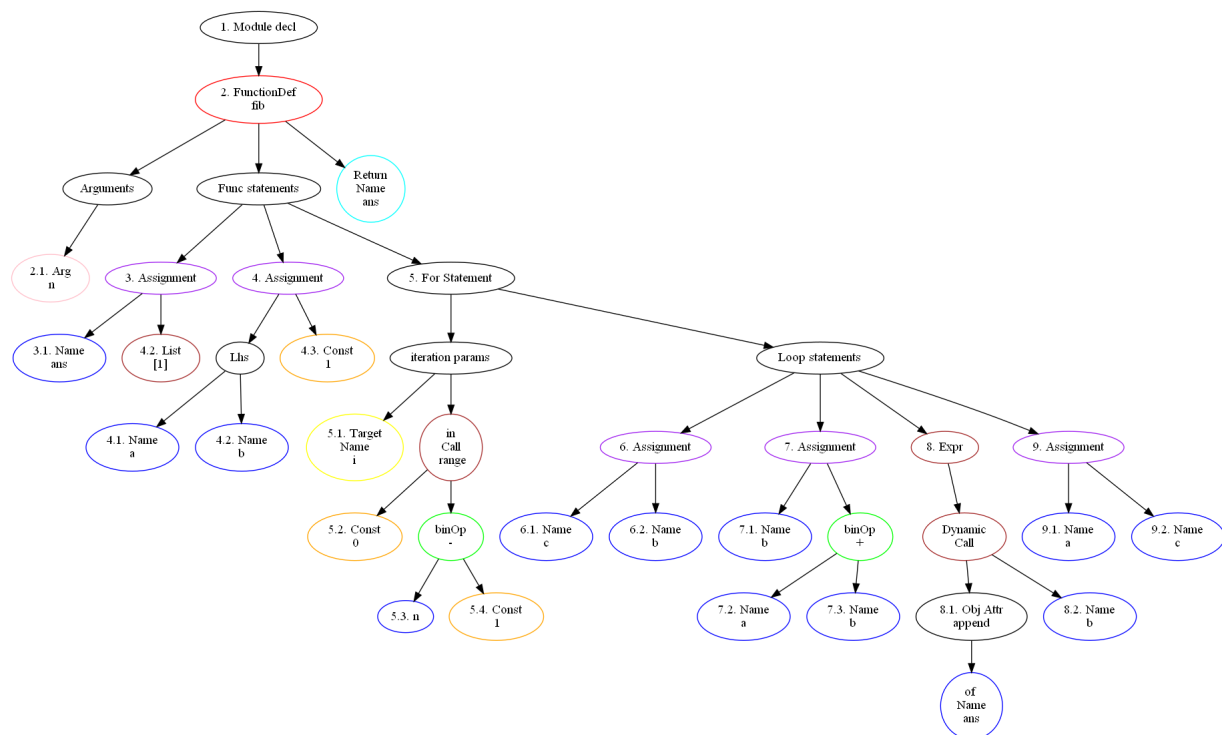 1. Module decl
2. FunctionDef
fib
Arguments
Func statements
Return
Name
ans
2.1. Arg
n
3. Assignment
4. Assignment
5. For Statement
3.1. Name
ans
4.2. List
[1]
Lhs
4.3. Const
1
iteration params
Loop statements
4.1. Name
a
4.2. Name
b
5.1. Target
Name
i
in
Call
range
6. Assignment
7. Assignment
8. Expr
9. Assignment
5.2. Const
0
binOp
-
6.1. Name
c
6.2. Name
b
7.1. Name
b
binOp
+
Dynamic
Call
9.1. Name
a
9.2. Name
c
5.3. n
5.4. Const
1
7.2. Name
a
7.3. Name
b
8.1. Obj Attr
append
8.2. Name
b
of
Name
ans